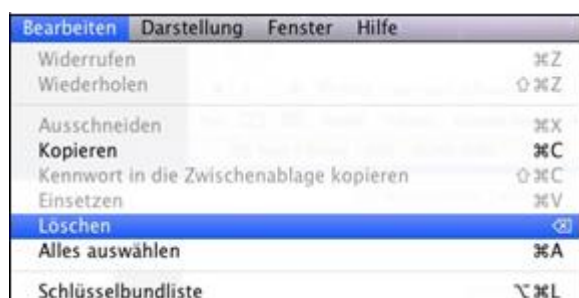 Bearbeiten Darstellung Fenster Hilfe
Widerrufen ⌘Z
Wiederholen ⇧⌘Z
Ausschneiden ⌘X
Kopieren ⌘C
Kennwort in die Zwischenablage kopieren ⇧⌘C
Einsetzen ⌘V
Löschen ⌫
Alles auswählen ⌘A
Schlüsselbundliste ⌥⌘L